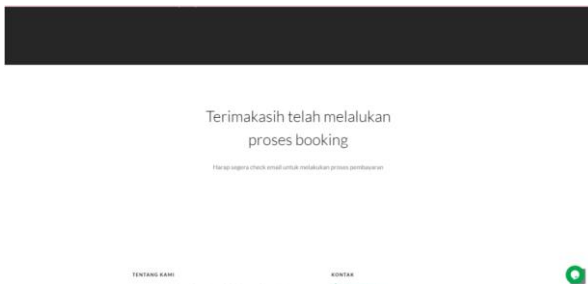 Terimakasih telah melalukan
proses booking
Harap segera check email untuk melakukan proses pembayaran
TENTANG KAMI
KONTAK